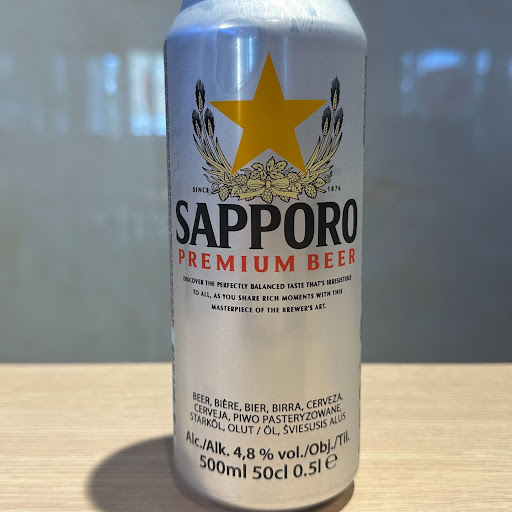 SINCE 1876
SAPPORO
PREMIUM BEER
DISCOVER THE PERFECTLY BALANCED TASTE THAT'S IRRESISTIBLE
TO ALL, AS YOU SHARE RICH MOMENTS WITH THIS
MASTERPIECE OF THE BREWER'S ART.
BEER, BIÈRE, BIER, BIRRA, CERVEZA,
CERVEJA, PIWO PASTERYZOWANE,
STARKÖL, OLUT / ÖL, ŠVIESUSIS ALUS
Alc./Alk. 4,8 % vol./Obj./Til.
500ml 50cl 0.5l ℮